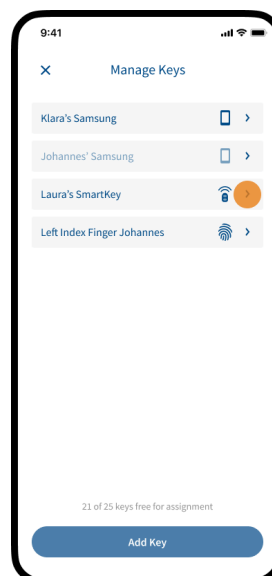 9:41
Manage Keys
Klara's Samsung
Johannes' Samsung
Laura's SmartKey
Left Index Finger Johannes
21 of 25 keys free for assignment
Add Key